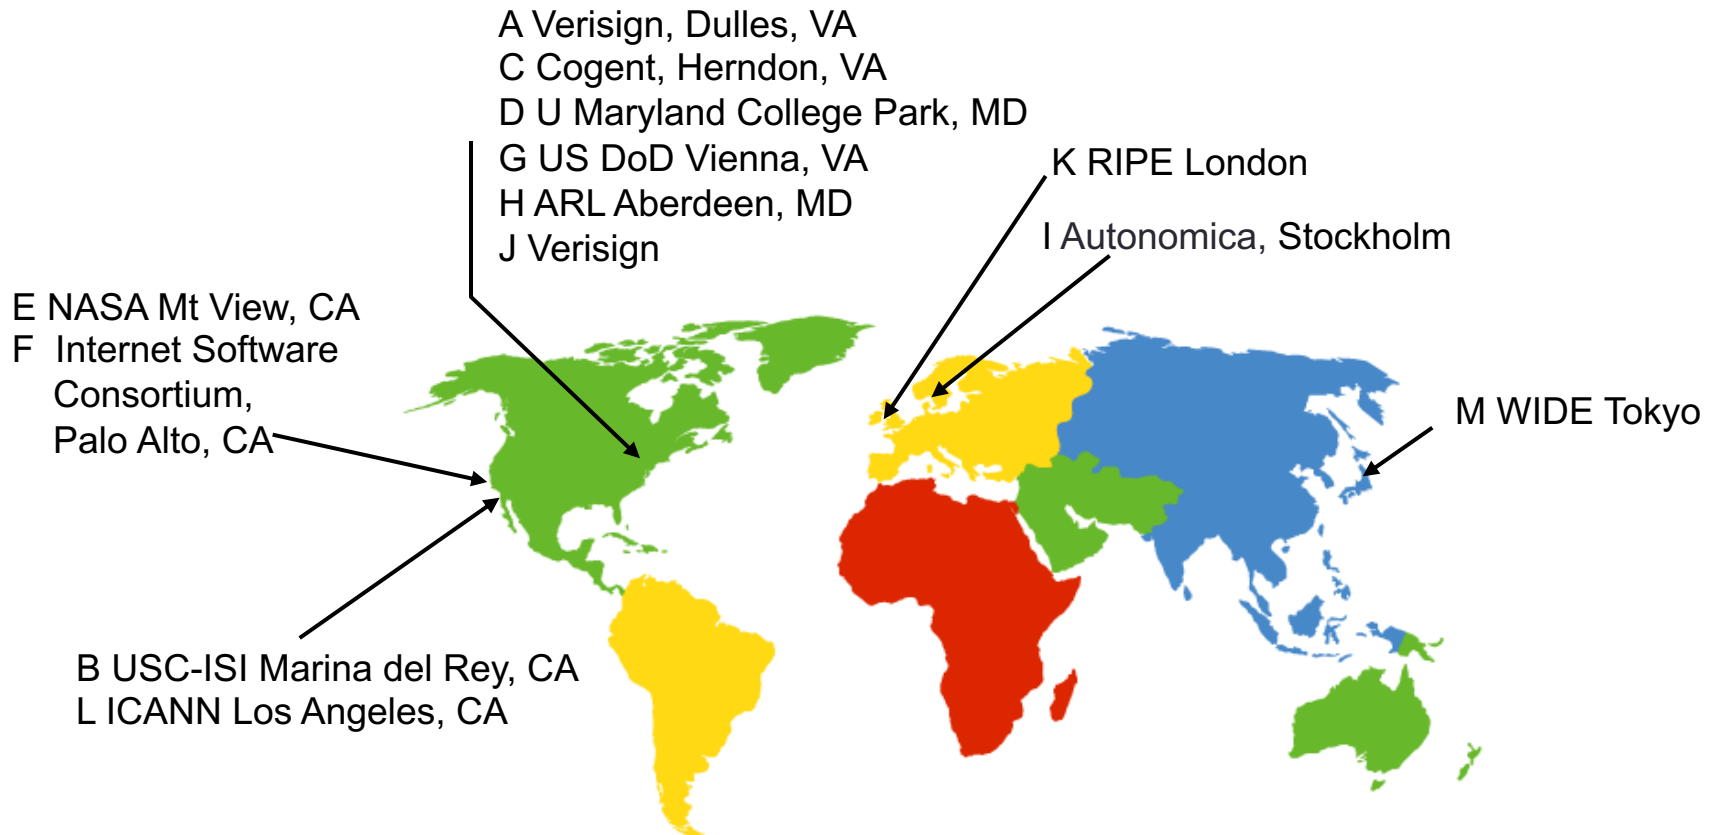 A Verisign, Dulles, VA
C Cogent, Herndon, VA
D U Maryland College Park, MD
G US DoD Vienna, VA
H ARL Aberdeen, MD
J Verisign
K RIPE London
I Autonomica, Stockholm
E NASA Mt View, CA
F Internet Software
Consortium,
Palo Alto, CA
M WIDE Tokyo
B USC-ISI Marina del Rey, CA
L ICANN Los Angeles, CA